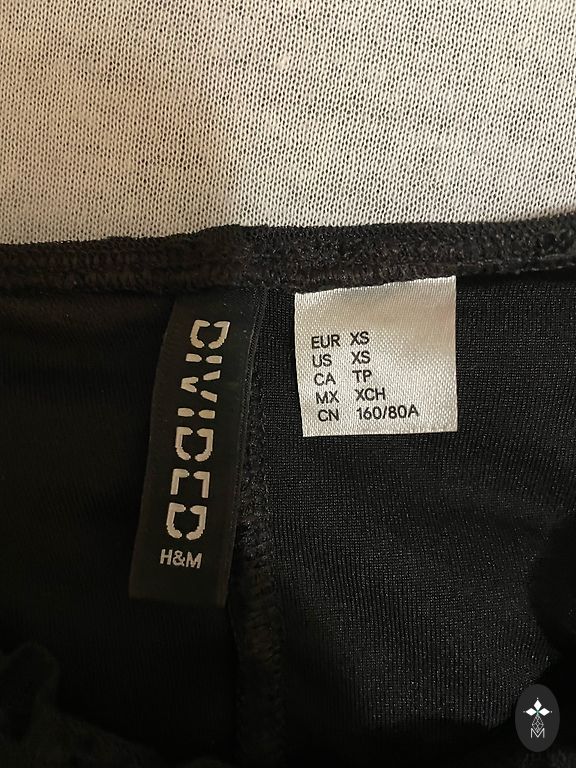 DIVIDED
H&M
EUR XS
US XS
CA TP
MX XCH
CN 160/80A
M